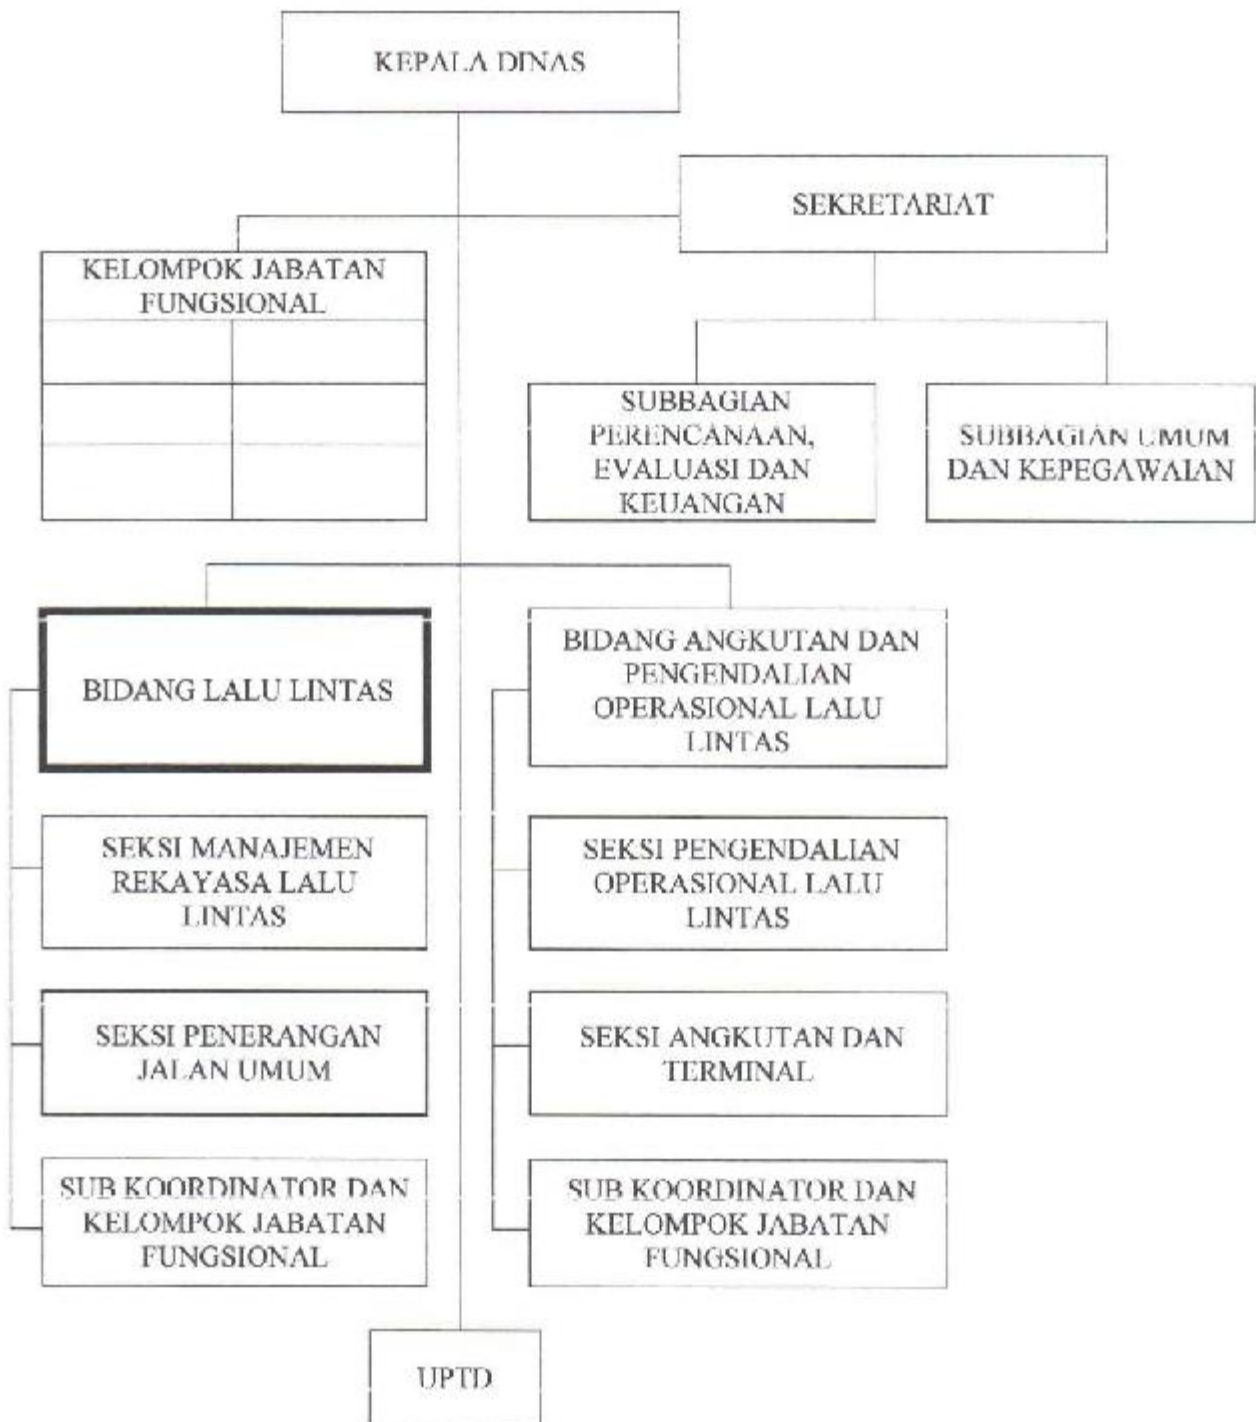 KEPALA DINAS
SEKRETARIAT
KELOMPOK JABATAN
FUNGSIONAL
SUBBAGIAN
PERENCANAAN,
EVALUASI DAN
KEUANGAN
SUBBAGIAN UMUM
DAN KEPEGAWAIAN
BIDANG LALU LINTAS
BIDANG ANGKUTAN DAN
PENGENDALIAN
OPERASIONAL LALU
LINTAS
SEKSI MANAJEMEN
REKAYASA LALU
LINTAS
SEKSI PENGENDALIAN
OPERASIONAL LALU
LINTAS
SEKSI PENERANGAN
JALAN UMUM
SEKSI ANGKUTAN DAN
TERMINAL
SUB KOORDINATOR DAN
KELOMPOK JABATAN
FUNGSIONAL
SUB KOORDINATOR DAN
KELOMPOK JABATAN
FUNGSIONAL
UPTD